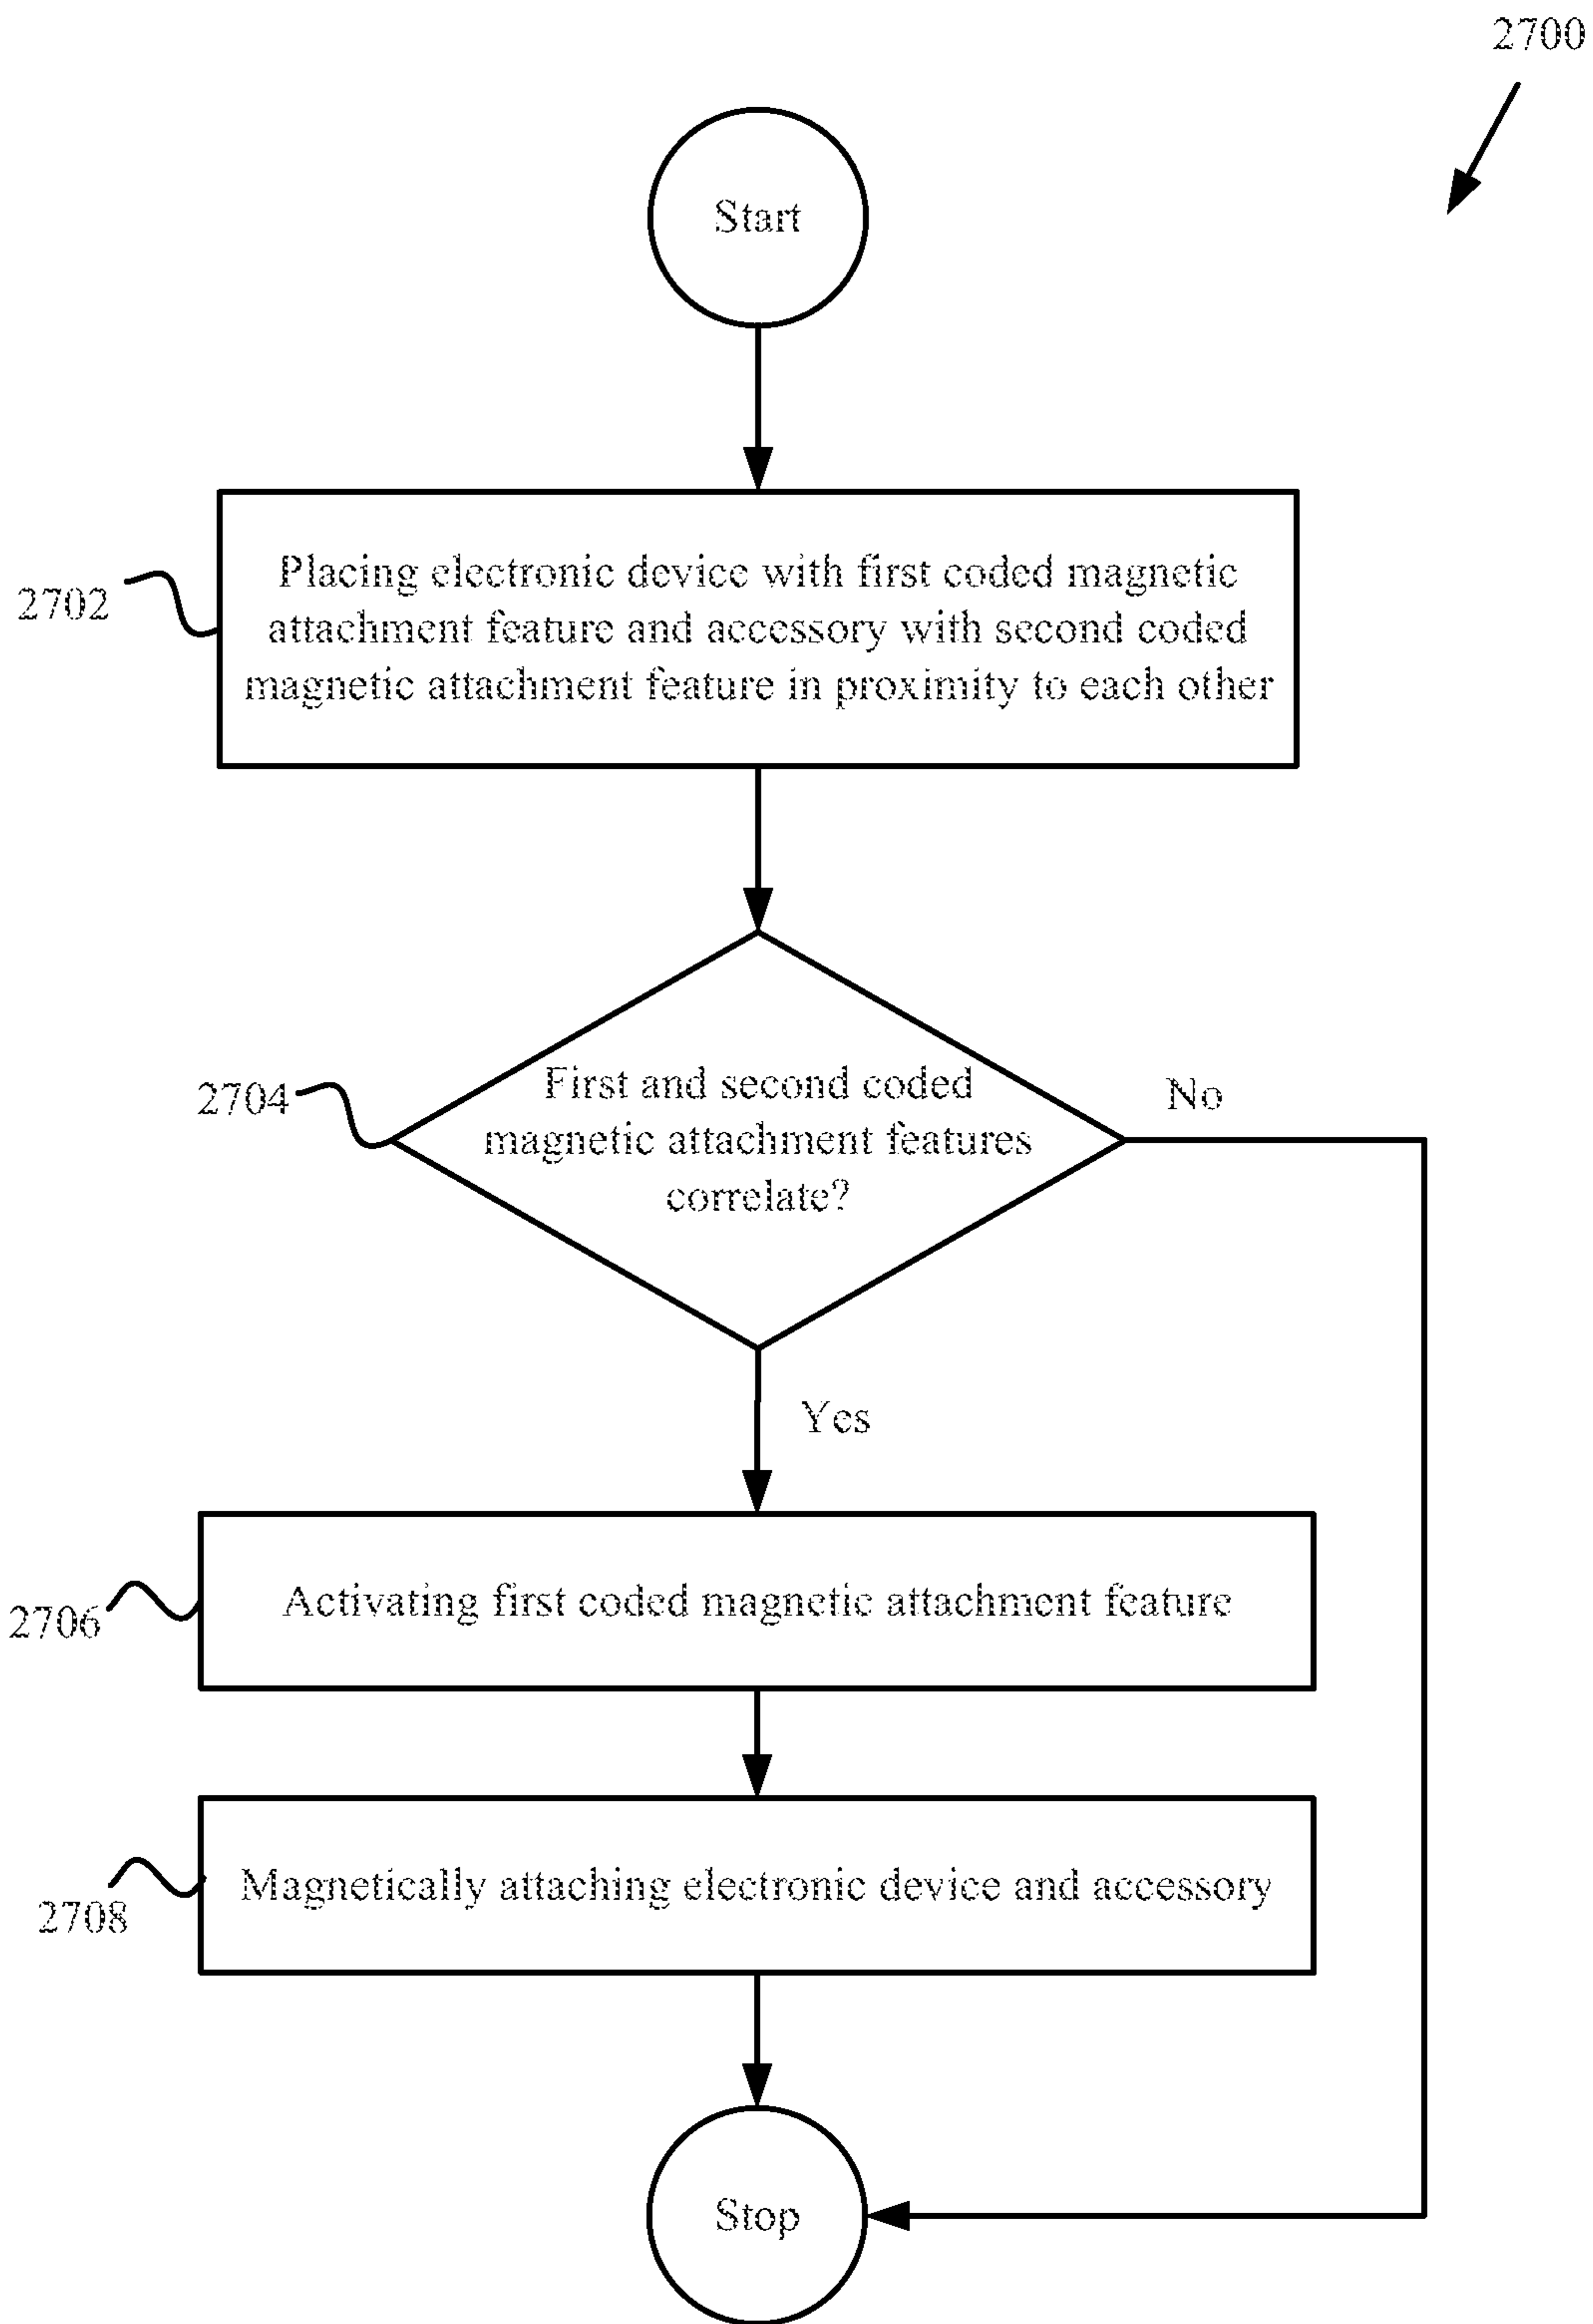 2700
Start
2702
Placing electronic device with first coded magnetic
attachment feature and accessory with second coded
magnetic attachment feature in proximity to each other
2704
First and second coded
magnetic attachment features
correlate?
No
Yes
2706
Activating first coded magnetic attachment feature
2708
Magnetically attaching electronic device and accessory
Stop